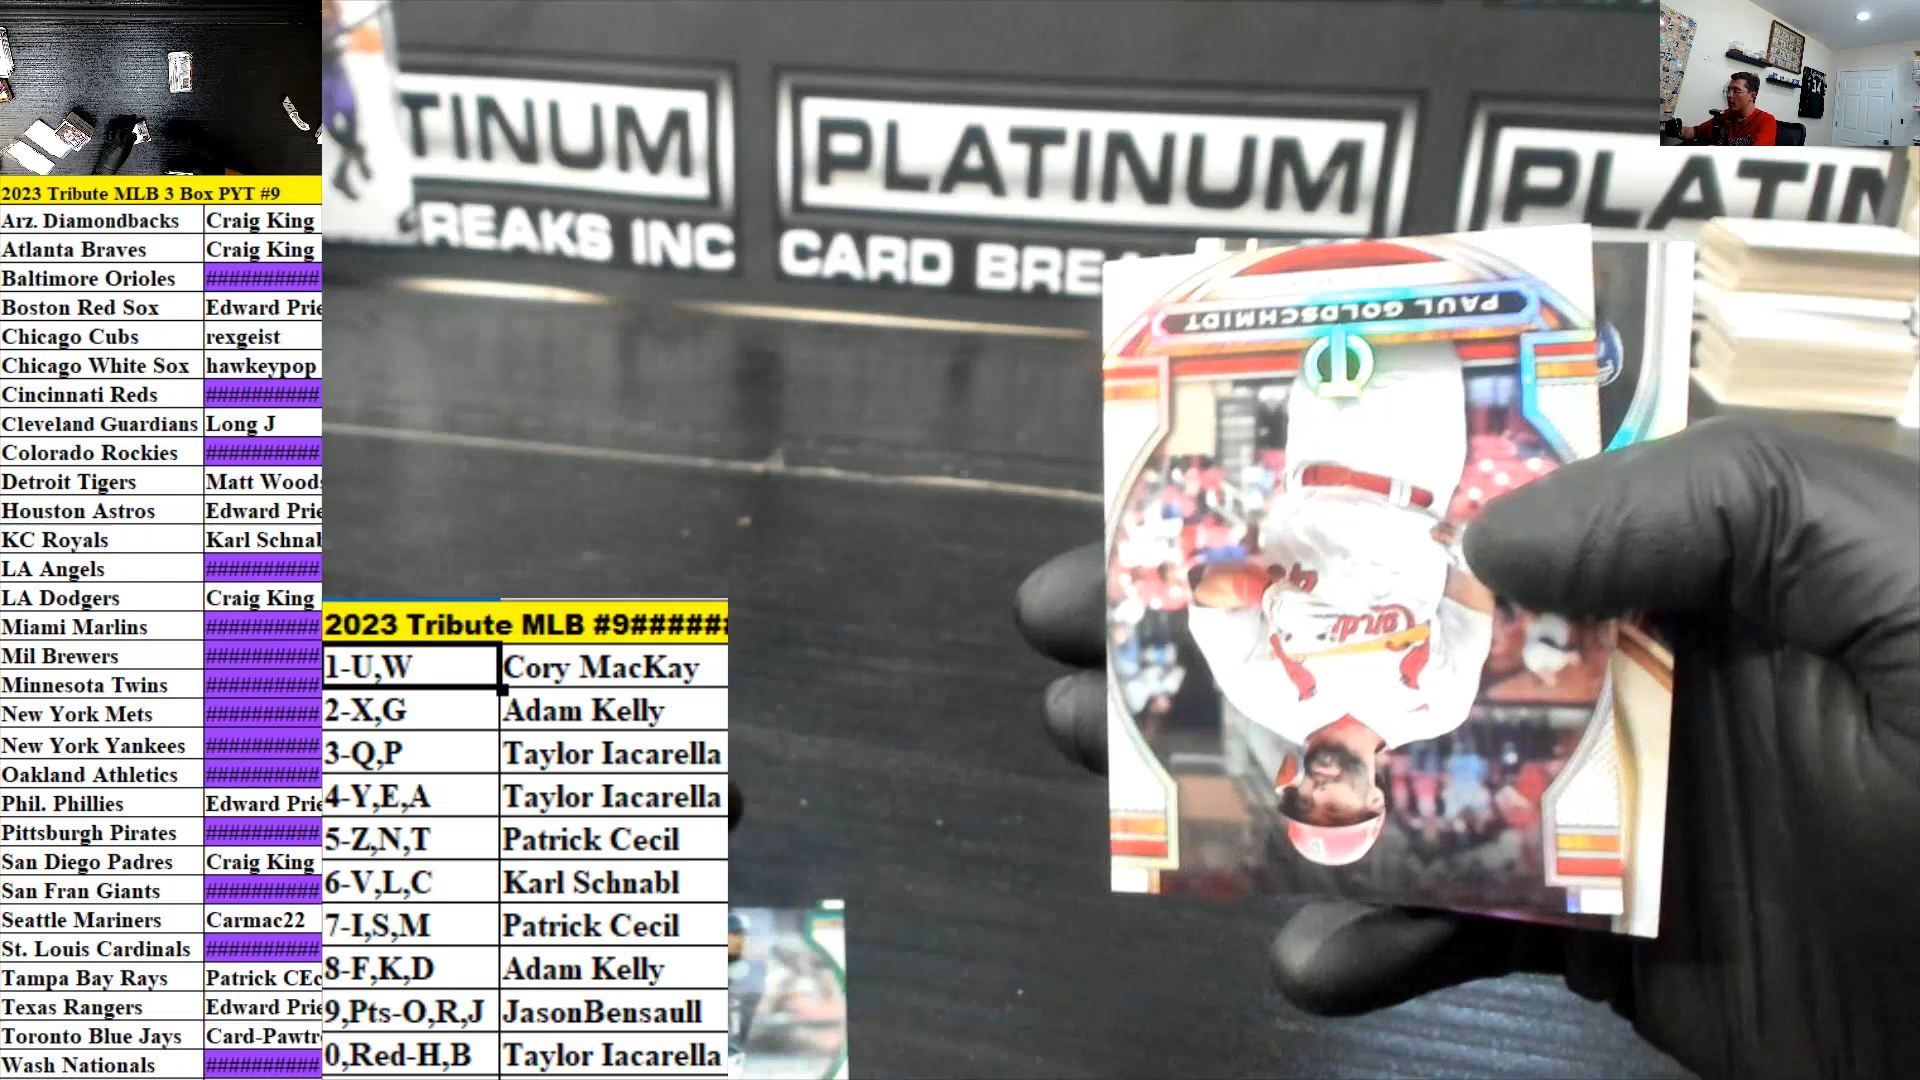 2023 Tribute MLB 3 Box PYT #9
Arz. Diamondbacks Craig King
Atlanta Braves Craig King
Baltimore Orioles ##########
Boston Red Sox Edward Prie
Chicago Cubs rexgeist
Chicago White Sox hawkeypop
Cincinnati Reds ##########
Cleveland Guardians Long J
Colorado Rockies ##########
Detroit Tigers Matt Woods
Houston Astros Edward Prie
KC Royals Karl Schnab
LA Angels ##########
LA Dodgers Craig King
Miami Marlins ##########
Mil Brewers ##########
Minnesota Twins ##########
New York Mets ##########
New York Yankees ##########
Oakland Athletics ##########
Phil. Phillies Edward Prie
Pittsburgh Pirates ##########
San Diego Padres Craig King
San Fran Giants ##########
Seattle Mariners Carmac22
St. Louis Cardinals ##########
Tampa Bay Rays Patrick CEc
Texas Rangers Edward Prie
Toronto Blue Jays Card-Pawtr
Wash Nationals ##########
2023 Tribute MLB #9######
1-U,W Cory MacKay
2-X,G Adam Kelly
3-Q,P Taylor Iacarella
4-Y,E,A Taylor Iacarella
5-Z,N,T Patrick Cecil
6-V,L,C Karl Schnabl
7-I,S,M Patrick Cecil
8-F,K,D Adam Kelly
9,Pts-O,R,J JasonBensaull
0,Red-H,B Taylor Iacarella
TINUM
REAKS INC
PLATINUM
CARD BREA
PLATIN
PAUL GOLDSCHMIDT
Cardi